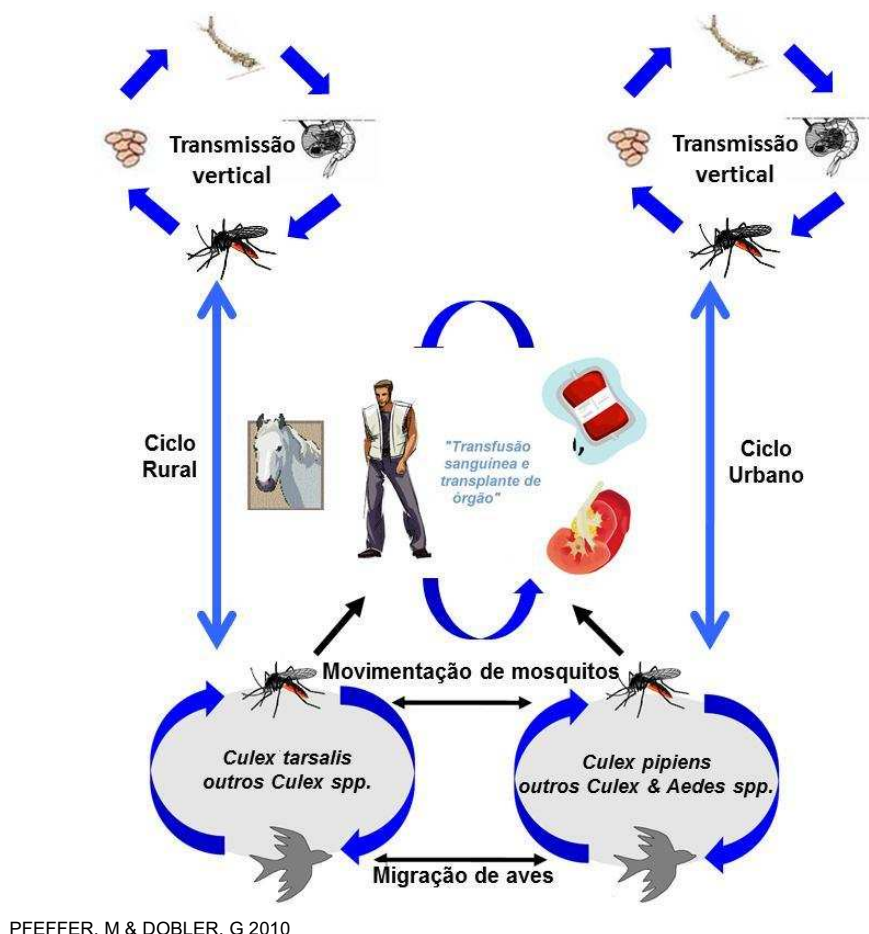 Transmissão
vertical
Transmissão
vertical
Ciclo
Rural
"Transfusão
sanguínea e
transplante de
órgão"
Ciclo
Urbano
Movimentação de mosquitos
Culex tarsalis
outros Culex spp.
Culex pipiens
outros Culex & Aedes spp.
Migração de aves
PFEFFER, M & DOBLER, G 2010